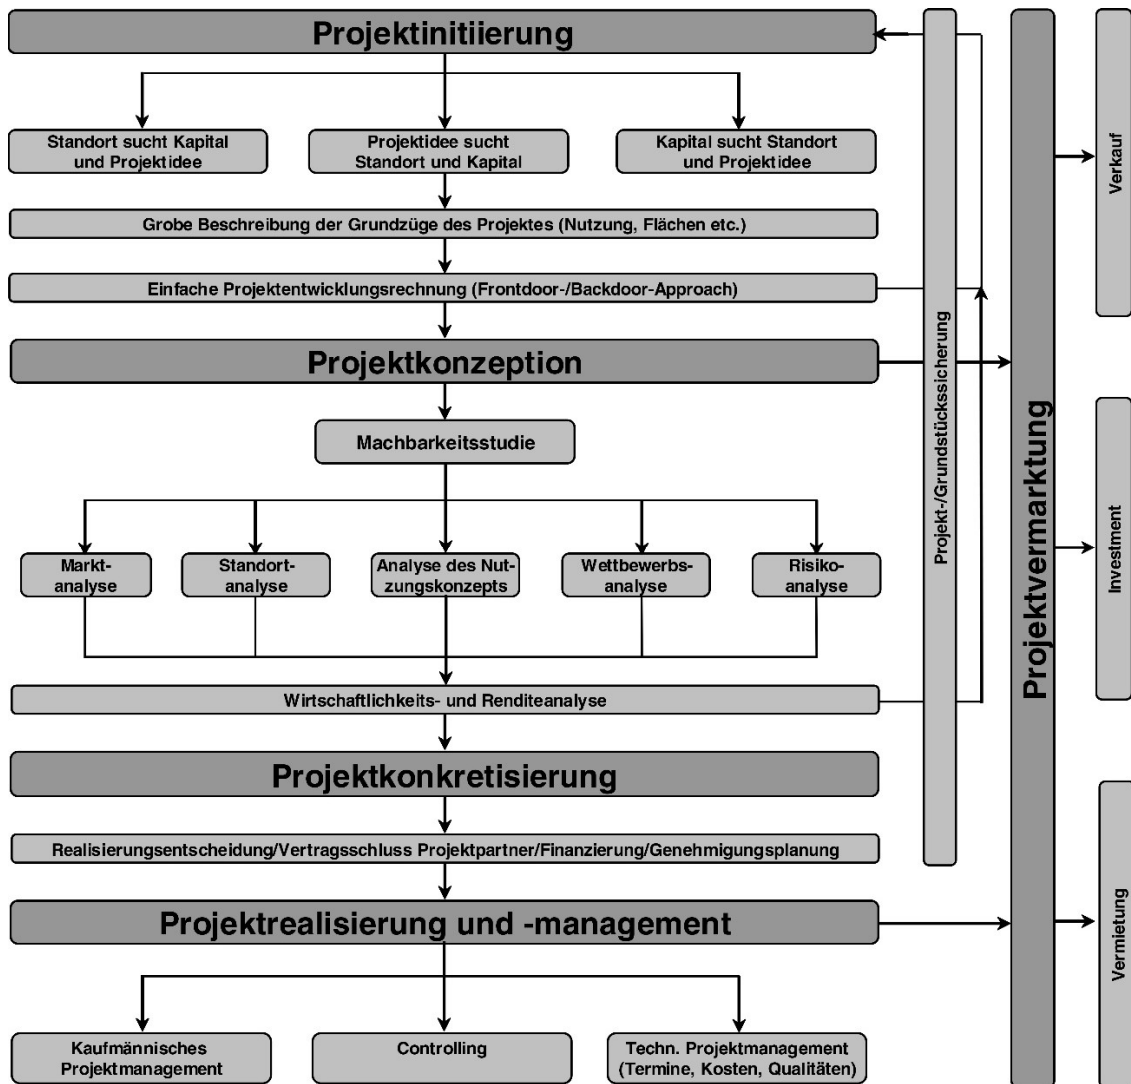 Projektinitiierung
Standort sucht Kapital
und Projektidee
Projektidee sucht
Standort und Kapital
Kapital sucht Standort
und Projektidee
Grobe Beschreibung der Grundzüge des Projektes (Nutzung, Flächen etc.)
Einfache Projektentwicklungsrechnung (Frontdoor-/Backdoor-Approach)
Projektkonzeption
Machbarkeitsstudie
Markt-
analyse
Standort-
analyse
Analyse des Nut-
zungskonzepts
Wettbewerbs-
analyse
Risiko-
analyse
Wirtschaftlichkeits- und Renditeanalyse
Projektkonkretisierung
Realisierungsentscheidung/Vertragsschluss Projektpartner/Finanzierung/Genehmigungsplanung
Projektrealisierung und -management
Kaufmännisches
Projektmanagement
Controlling
Techn. Projektmanagement
(Termine, Kosten, Qualitäten)
Projekt-/Grundstückssicherung
Projektvermarktung
Verkauf
Investment
Vermietung